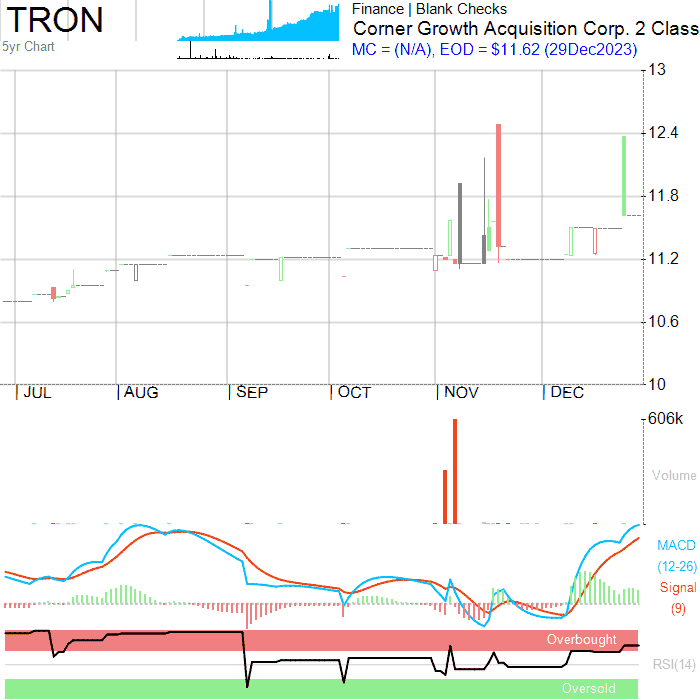 TRON
5yr Chart
Finance | Blank Checks
Corner Growth Acquisition Corp. 2 Class
MC = (N/A), EOD = $11.62 (29Dec2023)
13
12.4
11.8
11.2
10.6
10
JUL AUG SEP OCT NOV DEC
606k
Volume
MACD
(12-26)
Signal
(9)
Overbought
RSI(14)
Oversold